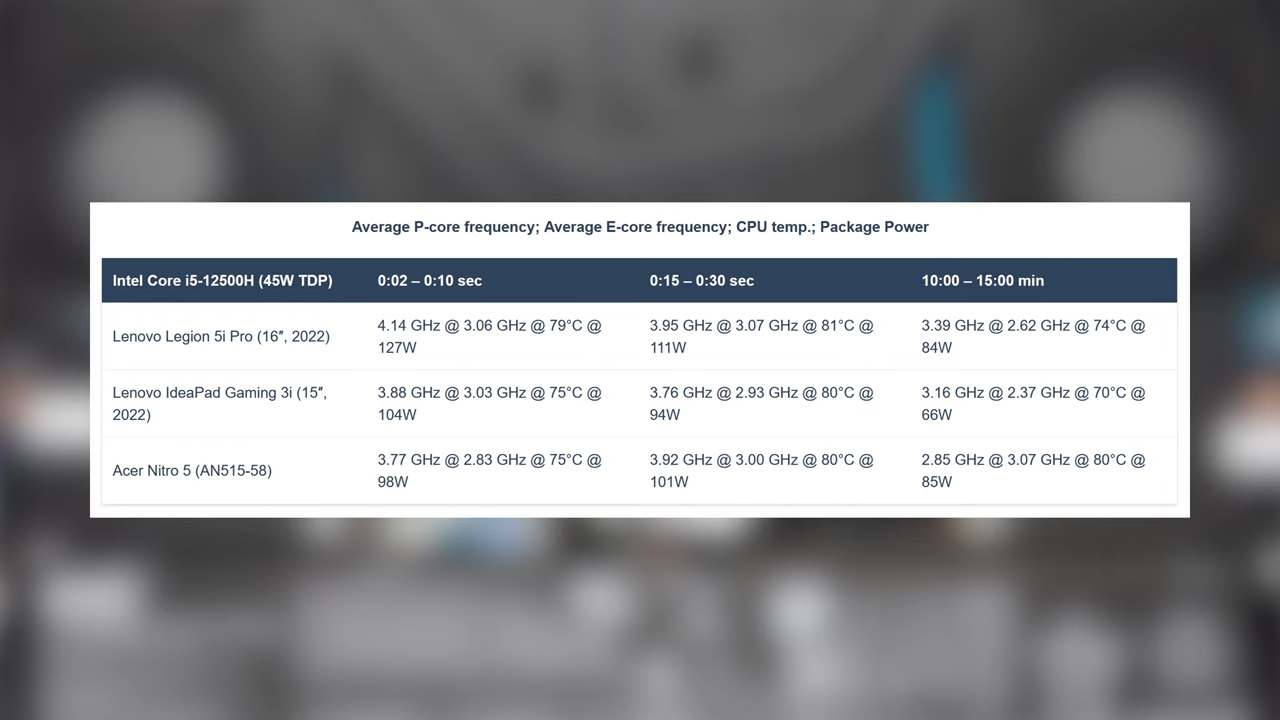 Average P-core frequency; Average E-core frequency; CPU temp.; Package Power
Intel Core i5-12500H (45W TDP) 0:02 – 0:10 sec 0:15 – 0:30 sec 10:00 – 15:00 min
Lenovo Legion 5i Pro (16″, 2022) 4.14 GHz @ 3.06 GHz @ 79°C @ 127W 3.95 GHz @ 3.07 GHz @ 81°C @ 111W 3.39 GHz @ 2.62 GHz @ 74°C @ 84W
Lenovo IdeaPad Gaming 3i (15″, 2022) 3.88 GHz @ 3.03 GHz @ 75°C @ 104W 3.76 GHz @ 2.93 GHz @ 80°C @ 94W 3.16 GHz @ 2.37 GHz @ 70°C @ 66W
Acer Nitro 5 (AN515-58) 3.77 GHz @ 2.83 GHz @ 75°C @ 98W 3.92 GHz @ 3.00 GHz @ 80°C @ 101W 2.85 GHz @ 3.07 GHz @ 80°C @ 85W